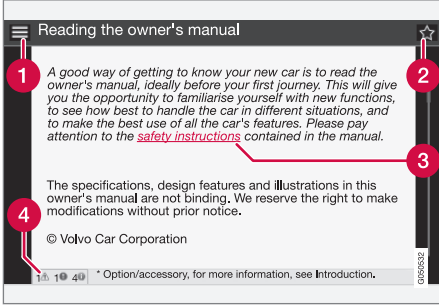 Reading the owner's manual
1
2
A good way of getting to know your new car is to read the
owner's manual, ideally before your first journey. This will give
you the opportunity to familiarise yourself with new functions,
to see how best to handle the car in different situations, and
to make the best use of all the car's features. Please pay
attention to the safety instructions contained in the manual.
3
The specifications, design features and illustrations in this
owner's manual are not binding. We reserve the right to make
modifications without prior notice.
4
© Volvo Car Corporation
1 1 4 * Option/accessory, for more information, see Introduction.
G050532